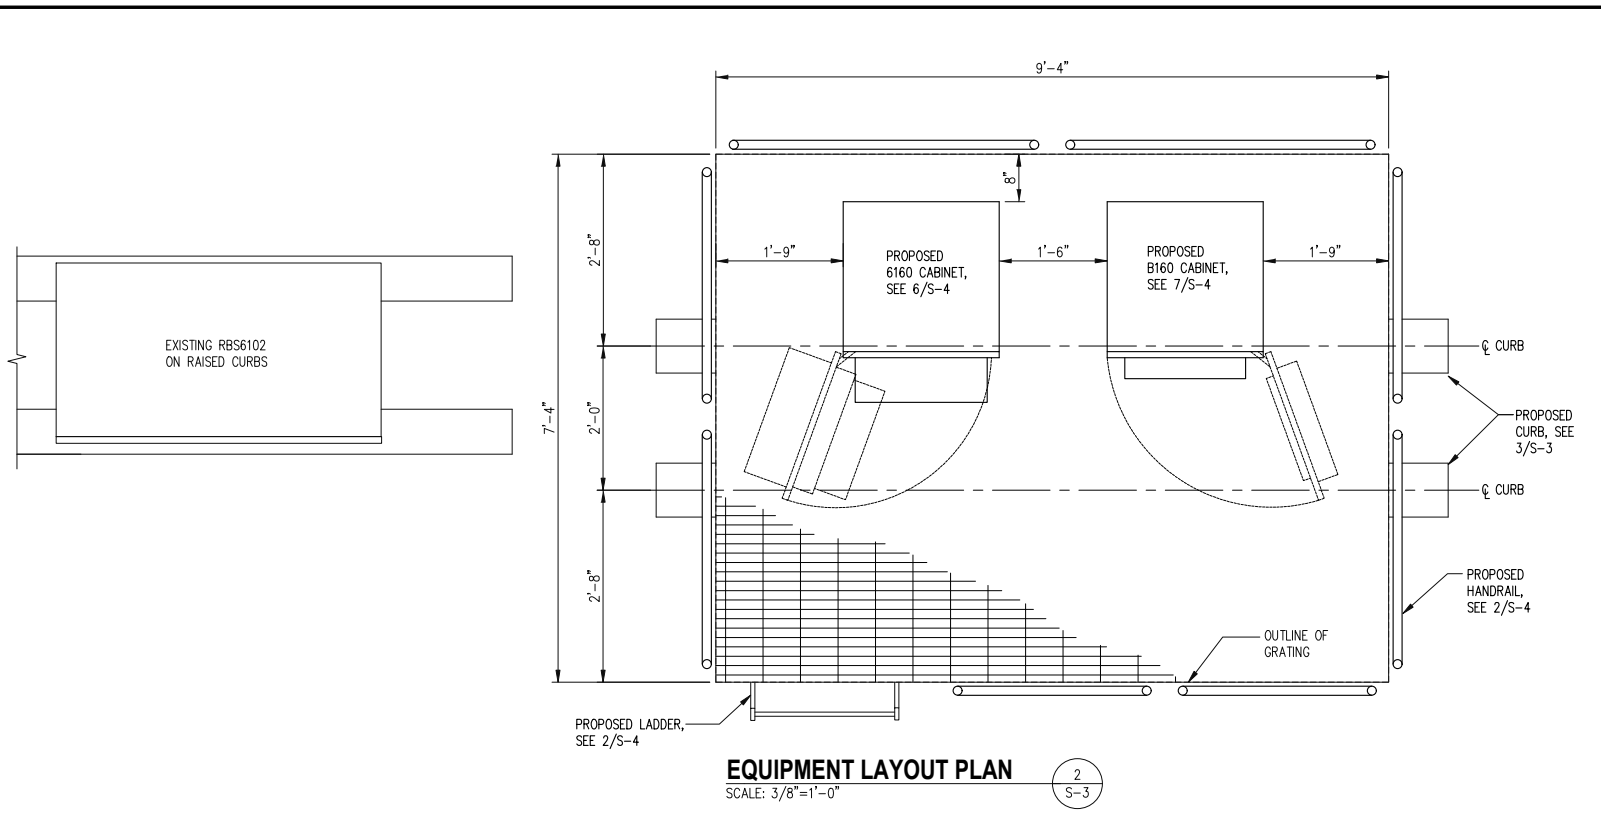 9'-4"
8"
2'-8"
1'-9"
1'-6"
1'-9"
PROPOSED
6160 CABINET,
SEE 6/S-4
PROPOSED
B160 CABINET,
SEE 7/S-4
EXISTING RBS6102
ON RAISED CURBS
℄ CURB
7'-4"
2'-0"
PROPOSED
CURB, SEE
3/S-3
℄ CURB
2'-8"
PROPOSED
HANDRAIL,
SEE 2/S-4
OUTLINE OF
GRATING
PROPOSED LADDER,
SEE 2/S-4
EQUIPMENT LAYOUT PLAN
SCALE: 3/8"=1'-0"
2
S-3